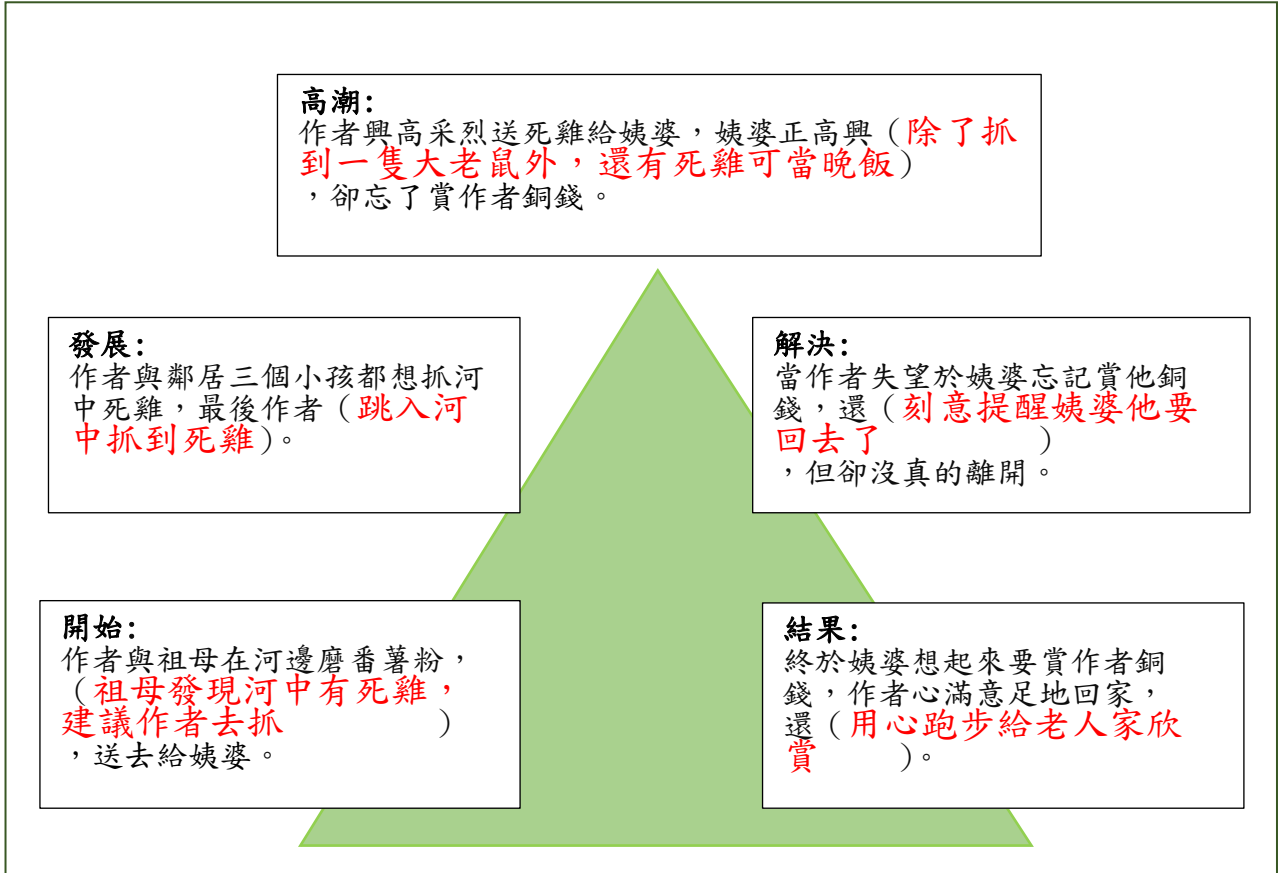 高潮:
作者興高采烈送死雞給姨婆，姨婆正高興（除了抓
到一隻大老鼠外，還有死雞可當晚飯）
，卻忘了賞作者銅錢。
發展:
作者與鄰居三個小孩都想抓河
中死雞，最後作者（跳入河
中抓到死雞）。
解決:
當作者失望於姨婆忘記賞他銅
錢，還（刻意提醒姨婆他要
回去了）
，但卻沒真的離開。
開始:
作者與祖母在河邊磨番薯粉，
（祖母發現河中有死雞，
建議作者去抓）
，送去給姨婆。
結果:
終於姨婆想起來要賞作者銅
錢，作者心滿意足地回家，
還（用心跑步給老人家欣
賞）。